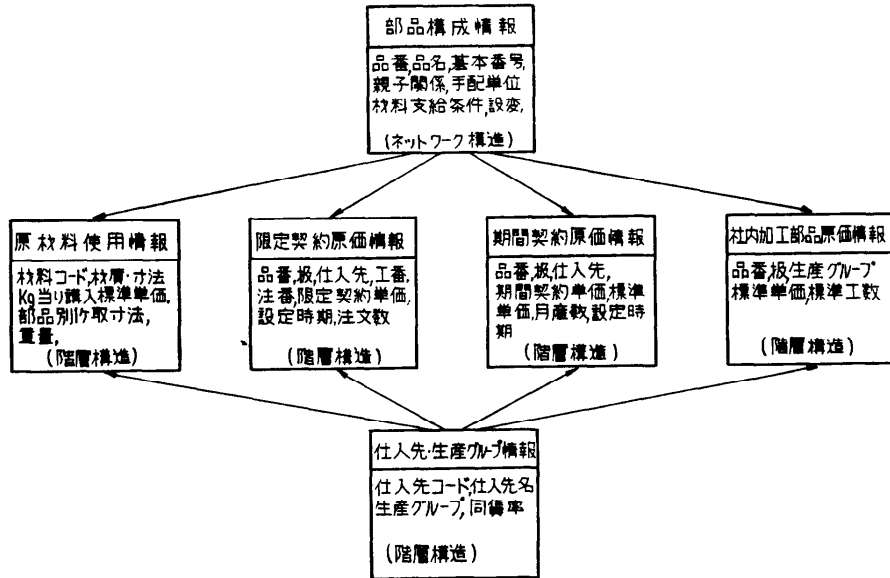 部品構成情報
品番,品名,基本番号,
親子関係,手配単位
材料支給条件,設変,
(ネットワーク構造)
原材料使用情報
材料コード,材質・寸法
Kg当り購入標準単価,
部品別1ケ取寸法,
重量,
(階層構造)
限定契約原価情報
品番,扱,仕入先,工番,
注番,限定契約単価,
設定時期,注文数
(階層構造)
期間契約原価情報
品番,扱,仕入先,
期間契約単価,標準
単価,月産数,設定時
期
(階層構造)
社内加工部品原価情報
品番,扱,生産グループ
標準単価,標準工数
(階層構造)
仕入先・生産グループ情報
仕入先コード,仕入先名
生産グループ,同賃率
(階層構造)